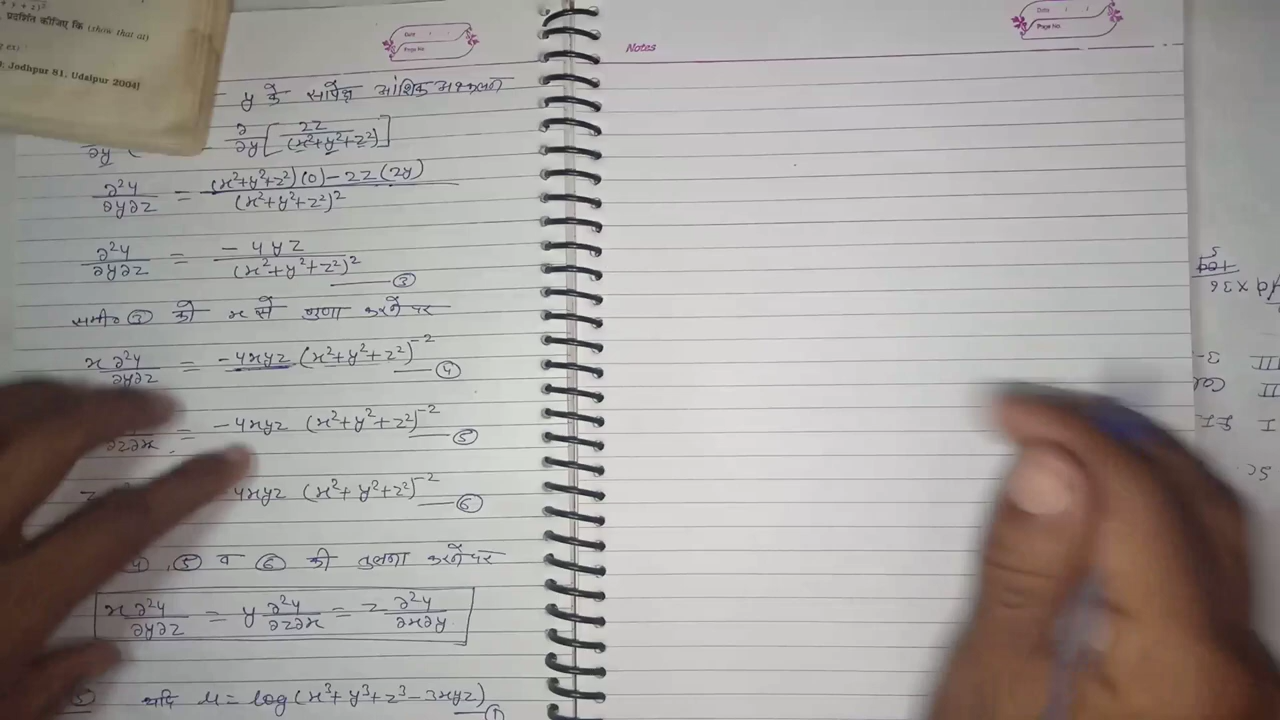 + y + z)²
प्रदर्शित कीजिए कि (show that at)
g ex)
Jodhpur 81, Udaipur 2004]
Date
Page No.
y के सापेक्ष आंशिक अवकलन
∂/∂y [2z/(x²+y²+z²)]
∂²u/∂y∂z = (x²+y²+z²)(0) - 2z(2y)/(x²+y²+z²)²
∂²u/∂y∂z = -4yz/(x²+y²+z²)² —③
समी० ③ को x से गुणा करने पर
x ∂²u/∂y∂z = -4xyz (x²+y²+z²)⁻² —④
∂z∂x = -4xyz (x²+y²+z²)⁻² —⑤
4xyz (x²+y²+z²)⁻² —⑥
④, ⑤ व ⑥ की तुलना करने पर
x ∂²u/∂y∂z = y ∂²u/∂z∂x = z ∂²u/∂x∂y
यदि u = log(x³+y³+z³-3xyz) —①
Notes
Date
Page No.